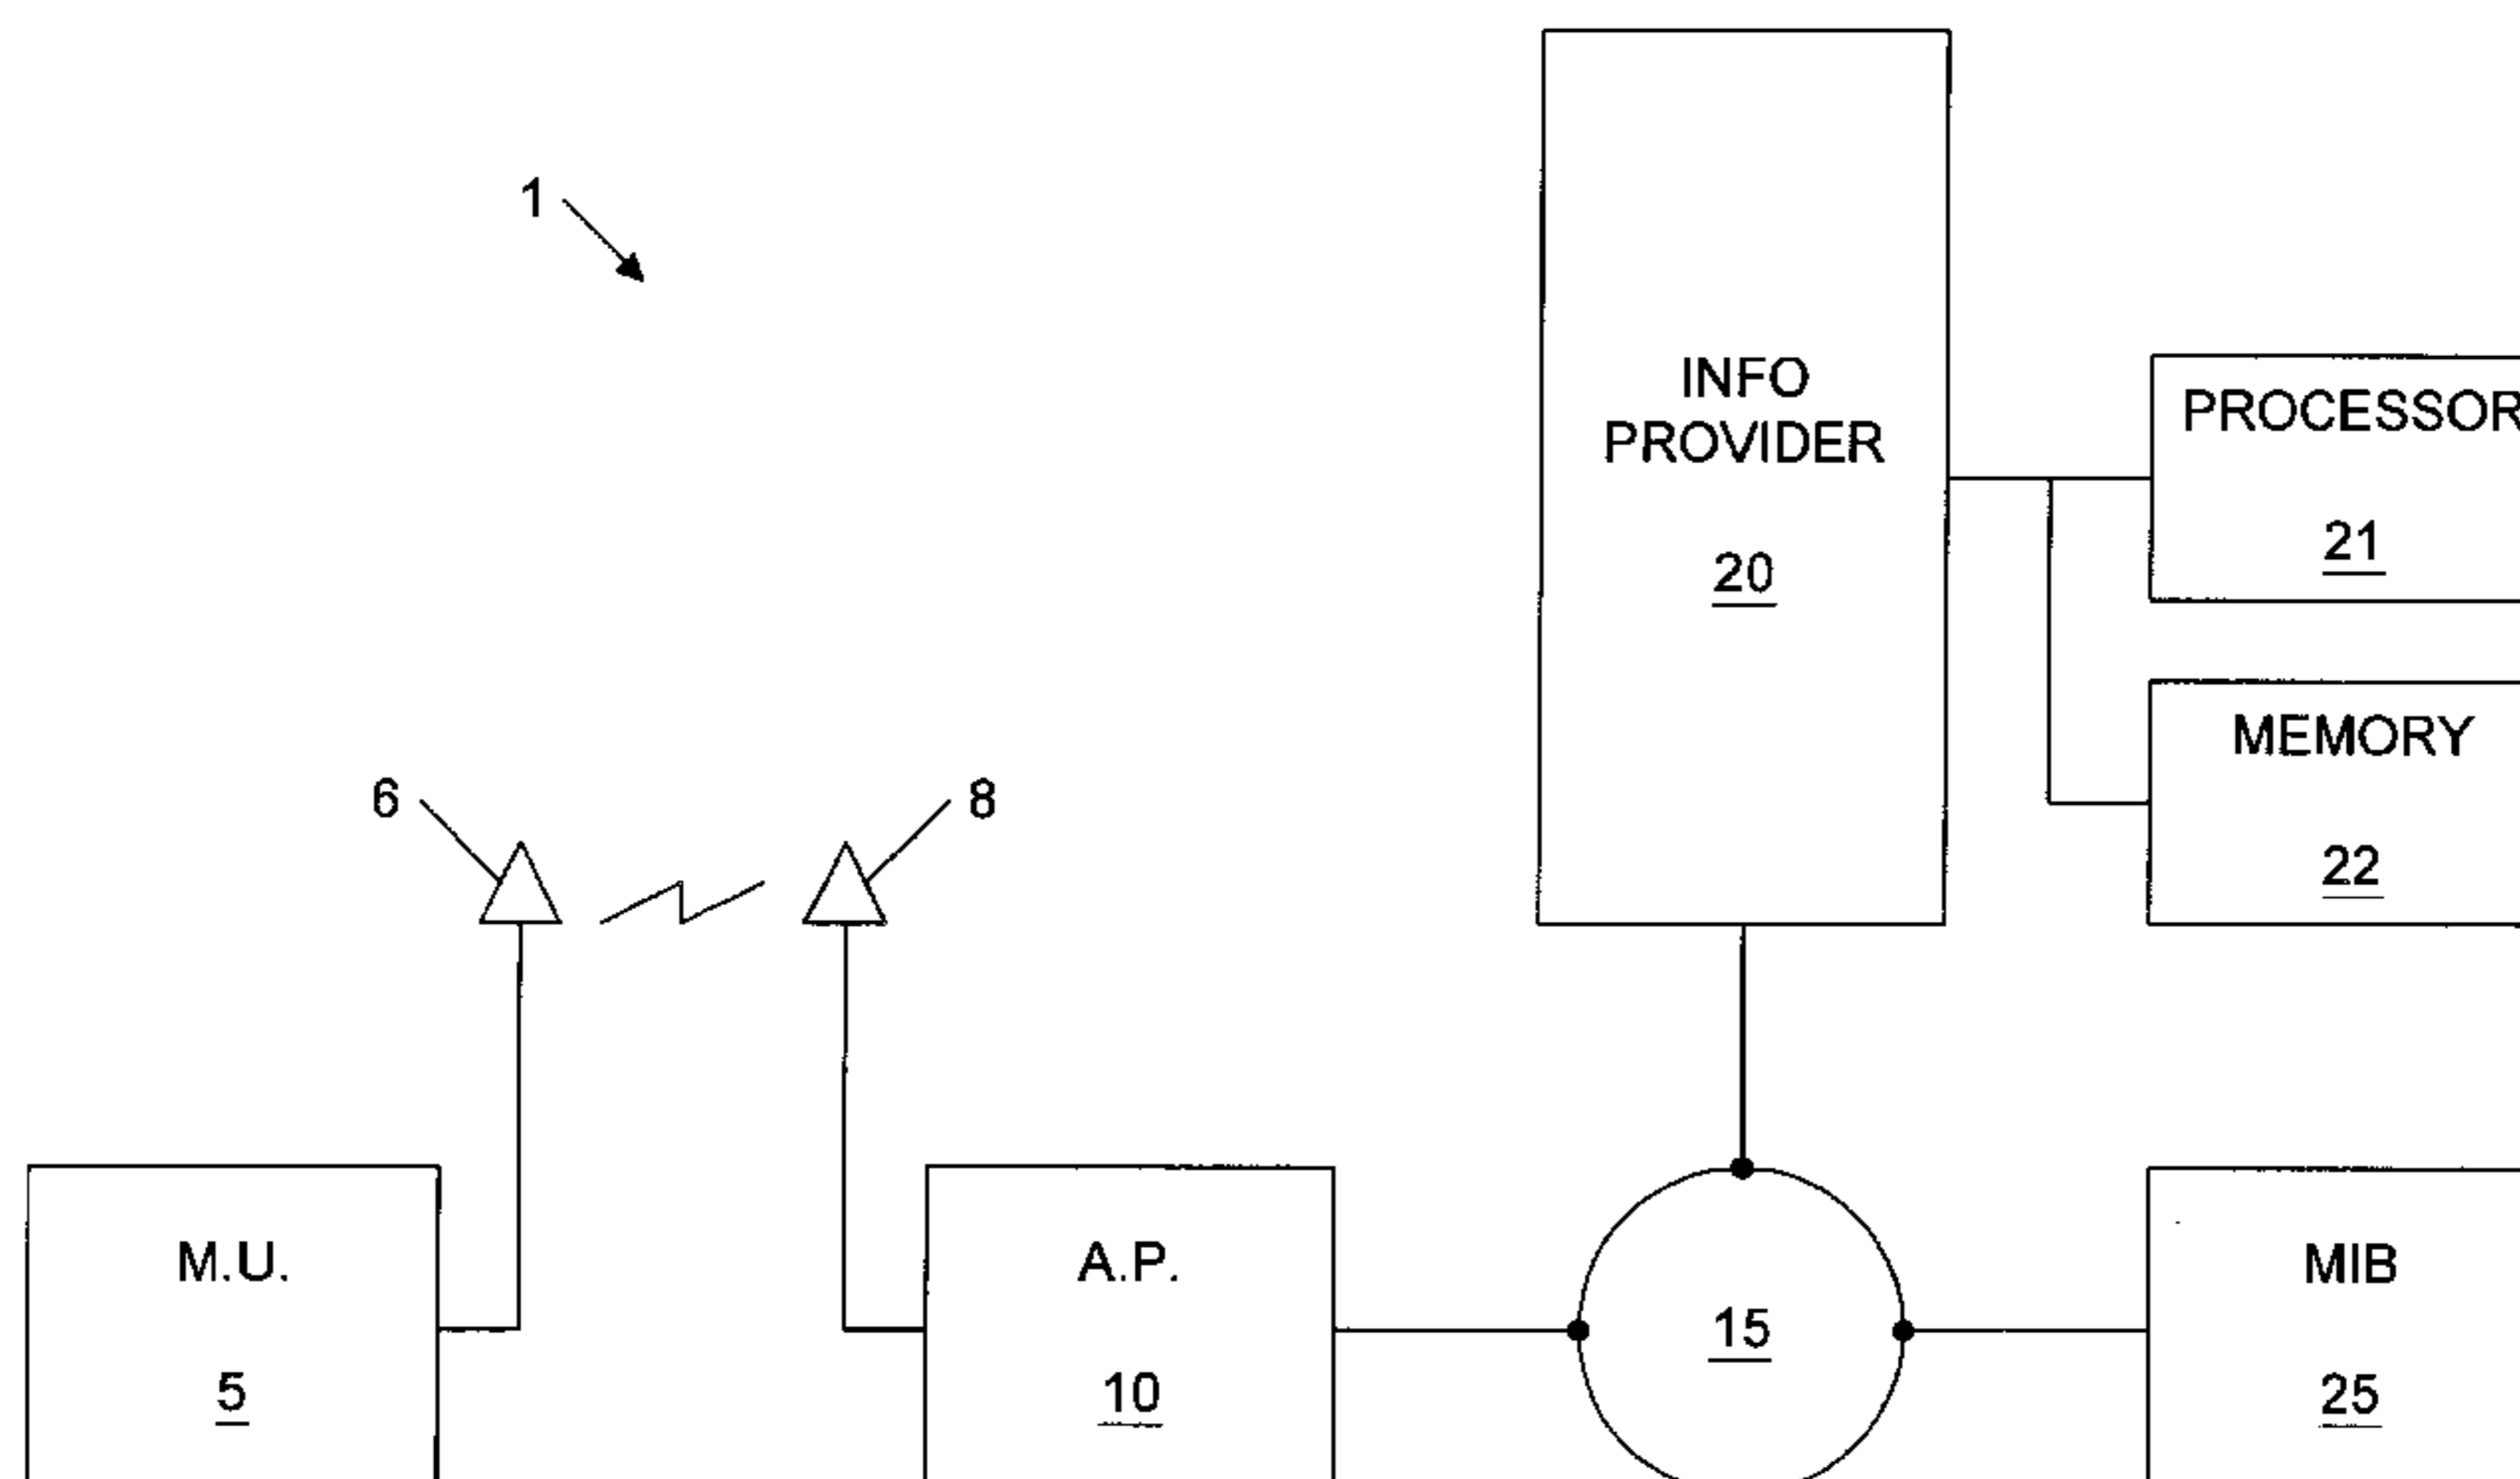 1
INFO
PROVIDER
20
PROCESSOR
21
MEMORY
22
6
8
M.U.
5
A.P.
10
15
MIB
25